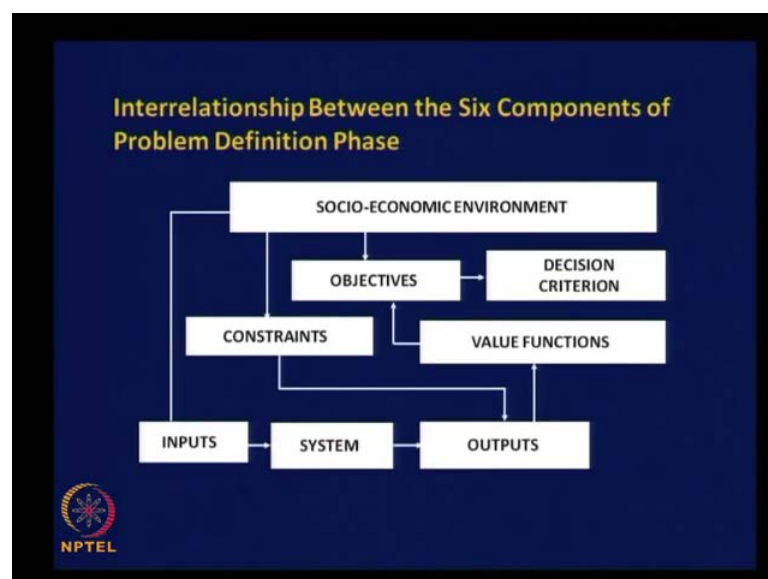 Interrelationship Between the Six Components of
Problem Definition Phase
SOCIO-ECONOMIC ENVIRONMENT
OBJECTIVES
DECISION
CRITERION
CONSTRAINTS
VALUE FUNCTIONS
INPUTS
SYSTEM
OUTPUTS
NPTEL